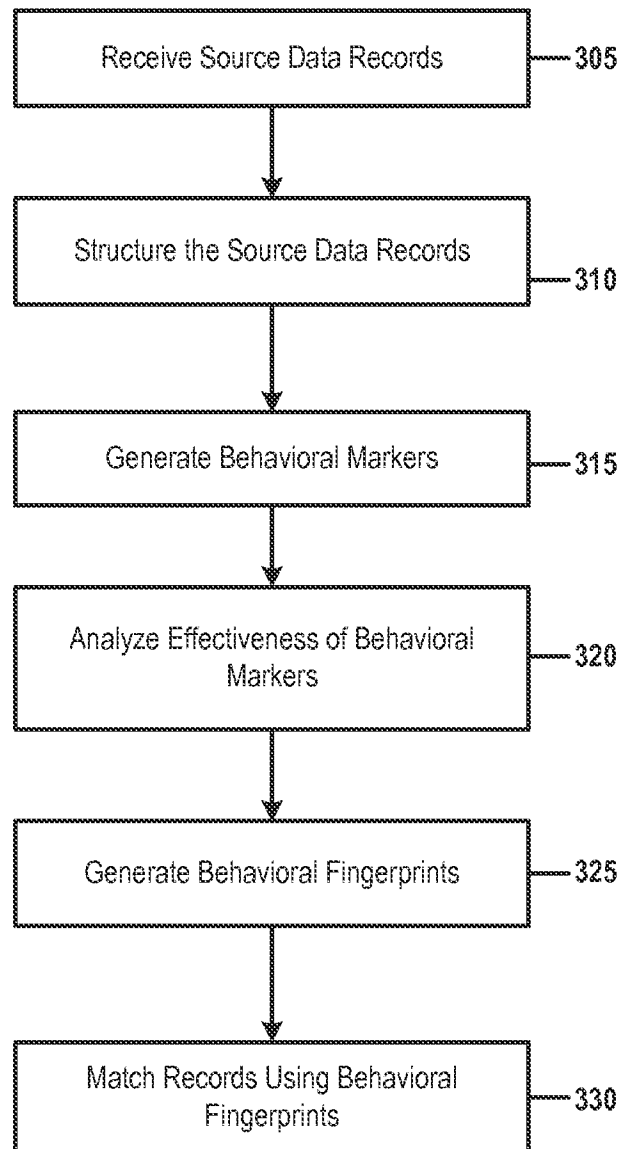 Receive Source Data Records
305
Structure the Source Data Records
310
Generate Behavioral Markers
315
Analyze Effectiveness of Behavioral
Markers
320
Generate Behavioral Fingerprints
325
Match Records Using Behavioral
Fingerprints
330